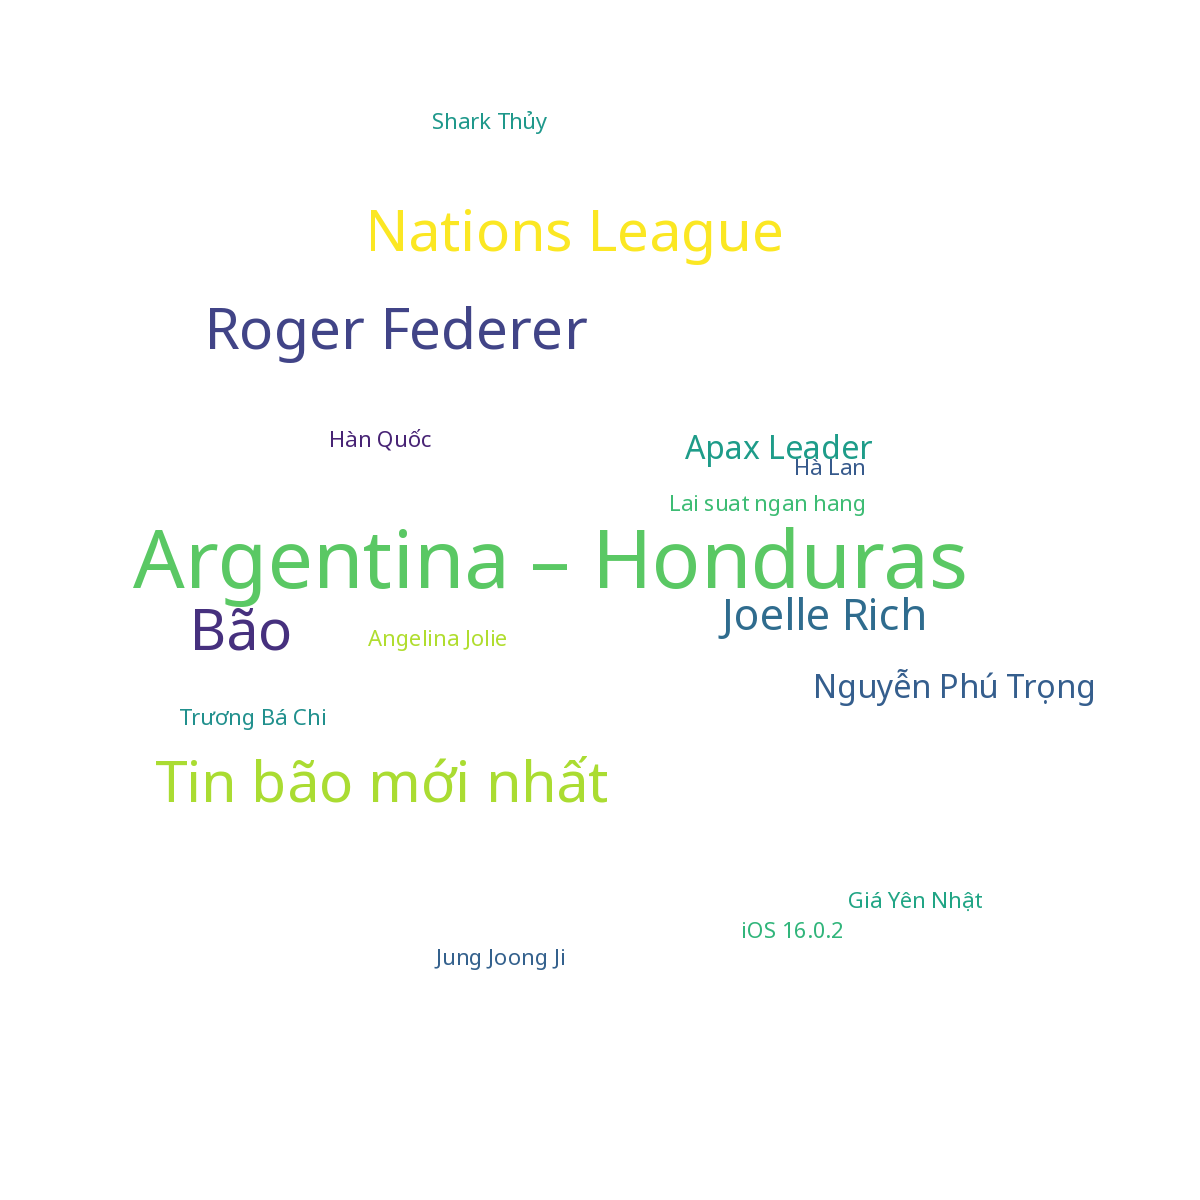 Shark Thủy
Nations League
Roger Federer
Hàn Quốc
Apax Leader
Hà Lan
Lai suat ngan hang
Argentina – Honduras
Joelle Rich
Bão
Angelina Jolie
Nguyễn Phú Trọng
Trương Bá Chi
Tin bão mới nhất
Giá Yên Nhật
iOS 16.0.2
Jung Joong Ji